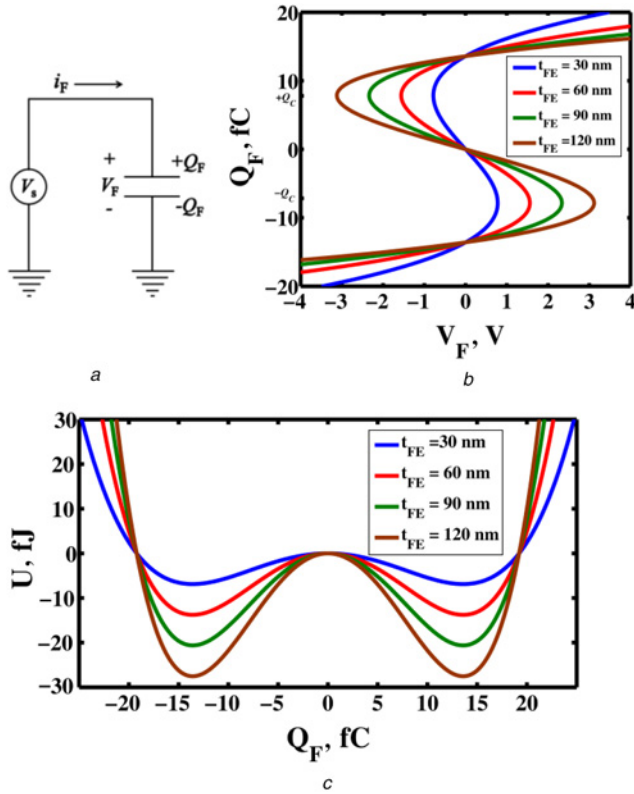 i_F
V_s
+
V_F
-
+Q_F
-Q_F
a
Q_F, fC
20
10
+Q_C
0
−Q_C
−10
−20
t_FE = 30 nm
t_FE = 60 nm
t_FE = 90 nm
t_FE =120 nm
−4 −3 −2 −1 0 1 2 3 4
V_F, V
b
U, fJ
30
20
10
0
−10
−20
−30
t_FE =30 nm
t_FE = 60 nm
t_FE = 90 nm
t_FE = 120 nm
−20 −15 −10 −5 0 5 10 15 20
Q_F, fC
c